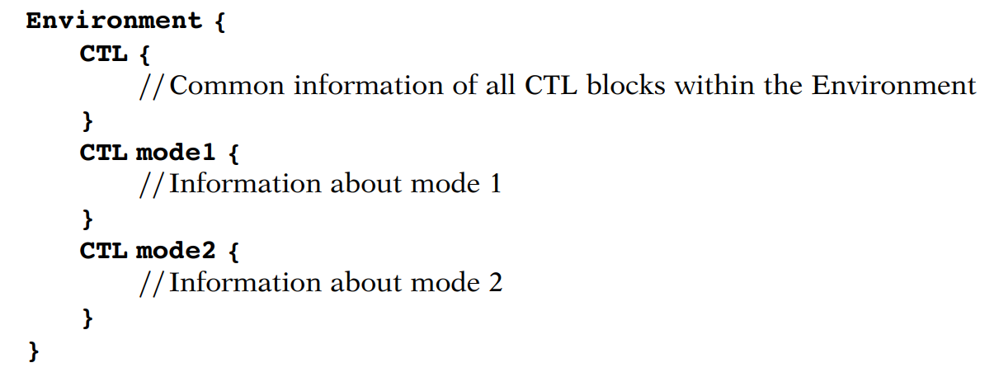 Environment {
CTL {
//Common information of all CTL blocks within the Environment
}
CTL mode1 {
//Information about mode 1
}
CTL mode2 {
//Information about mode 2
}
}